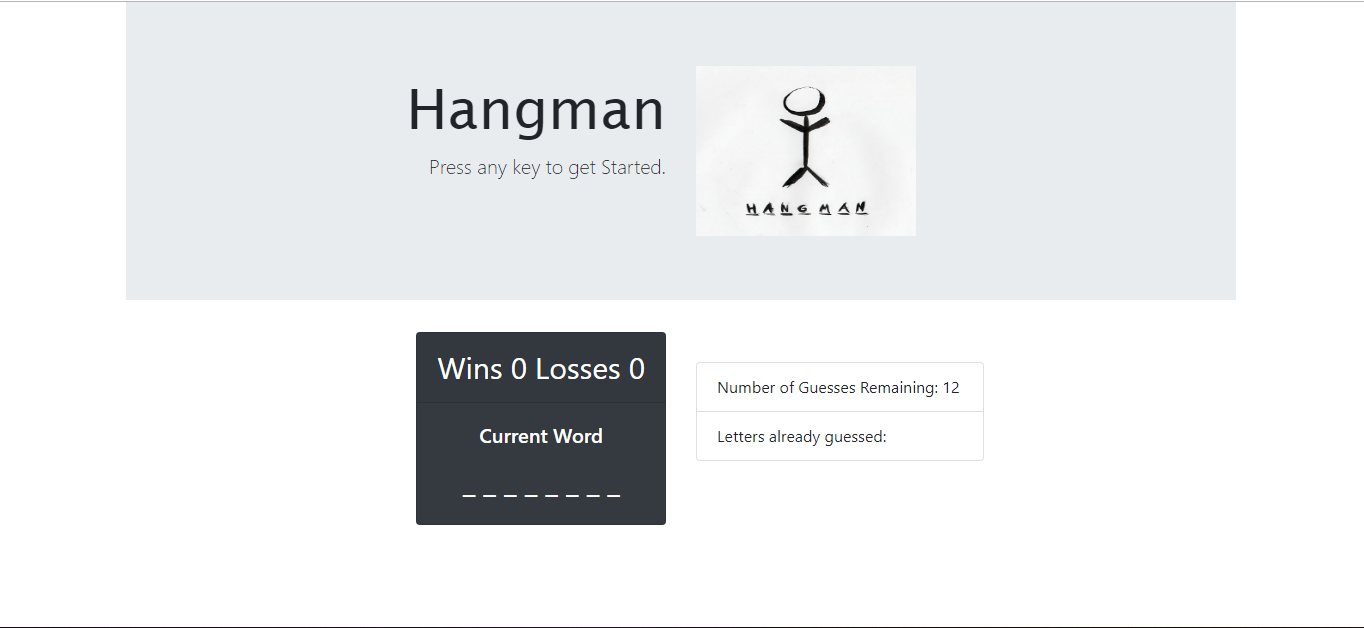 Hangman
Press any key to get Started.
HANGMAN
Wins 0 Losses 0
Current Word
_ _ _ _ _ _ _ _
Number of Guesses Remaining: 12
Letters already guessed: